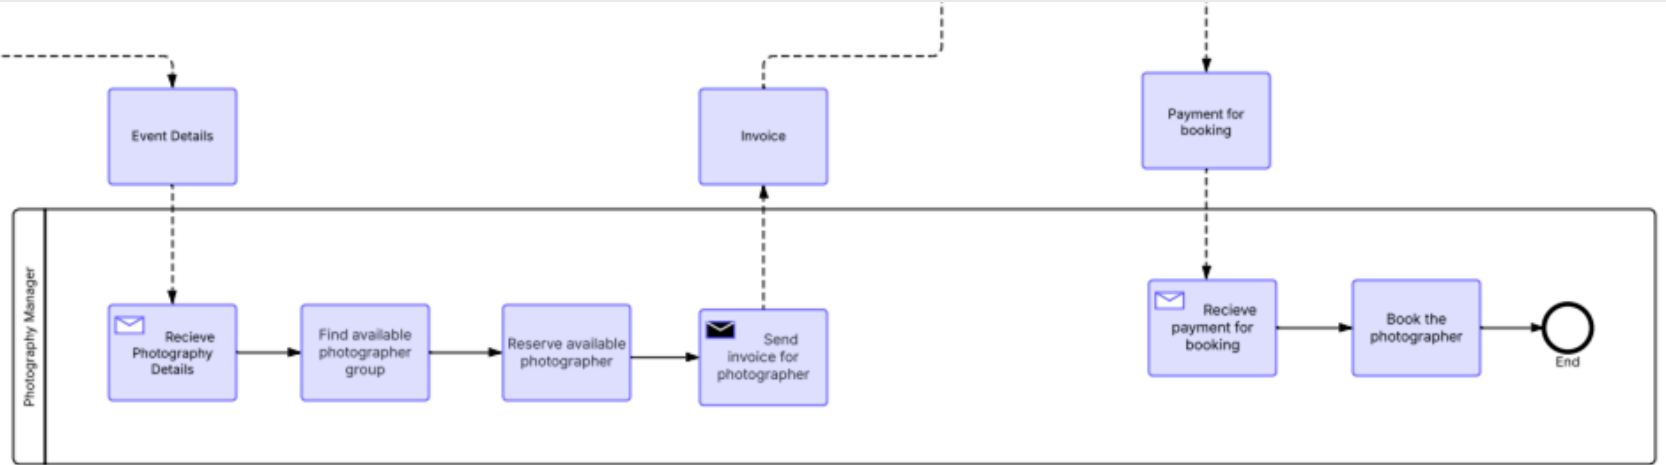 Event Details
Invoice
Payment for
booking
Photography Manager
Recieve
Photography
Details
Find available
photographer
group
Reserve available
photographer
Send
invoice for
photographer
Recieve
payment for
booking
Book the
photographer
End